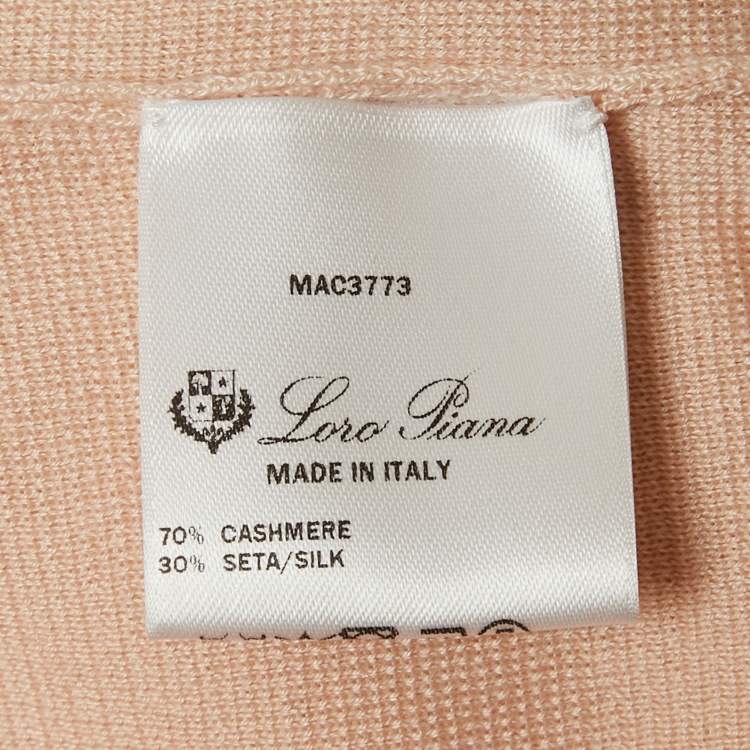 MAC3773
Loro Piana
MADE IN ITALY
70% CASHMERE
30% SETA/SILK